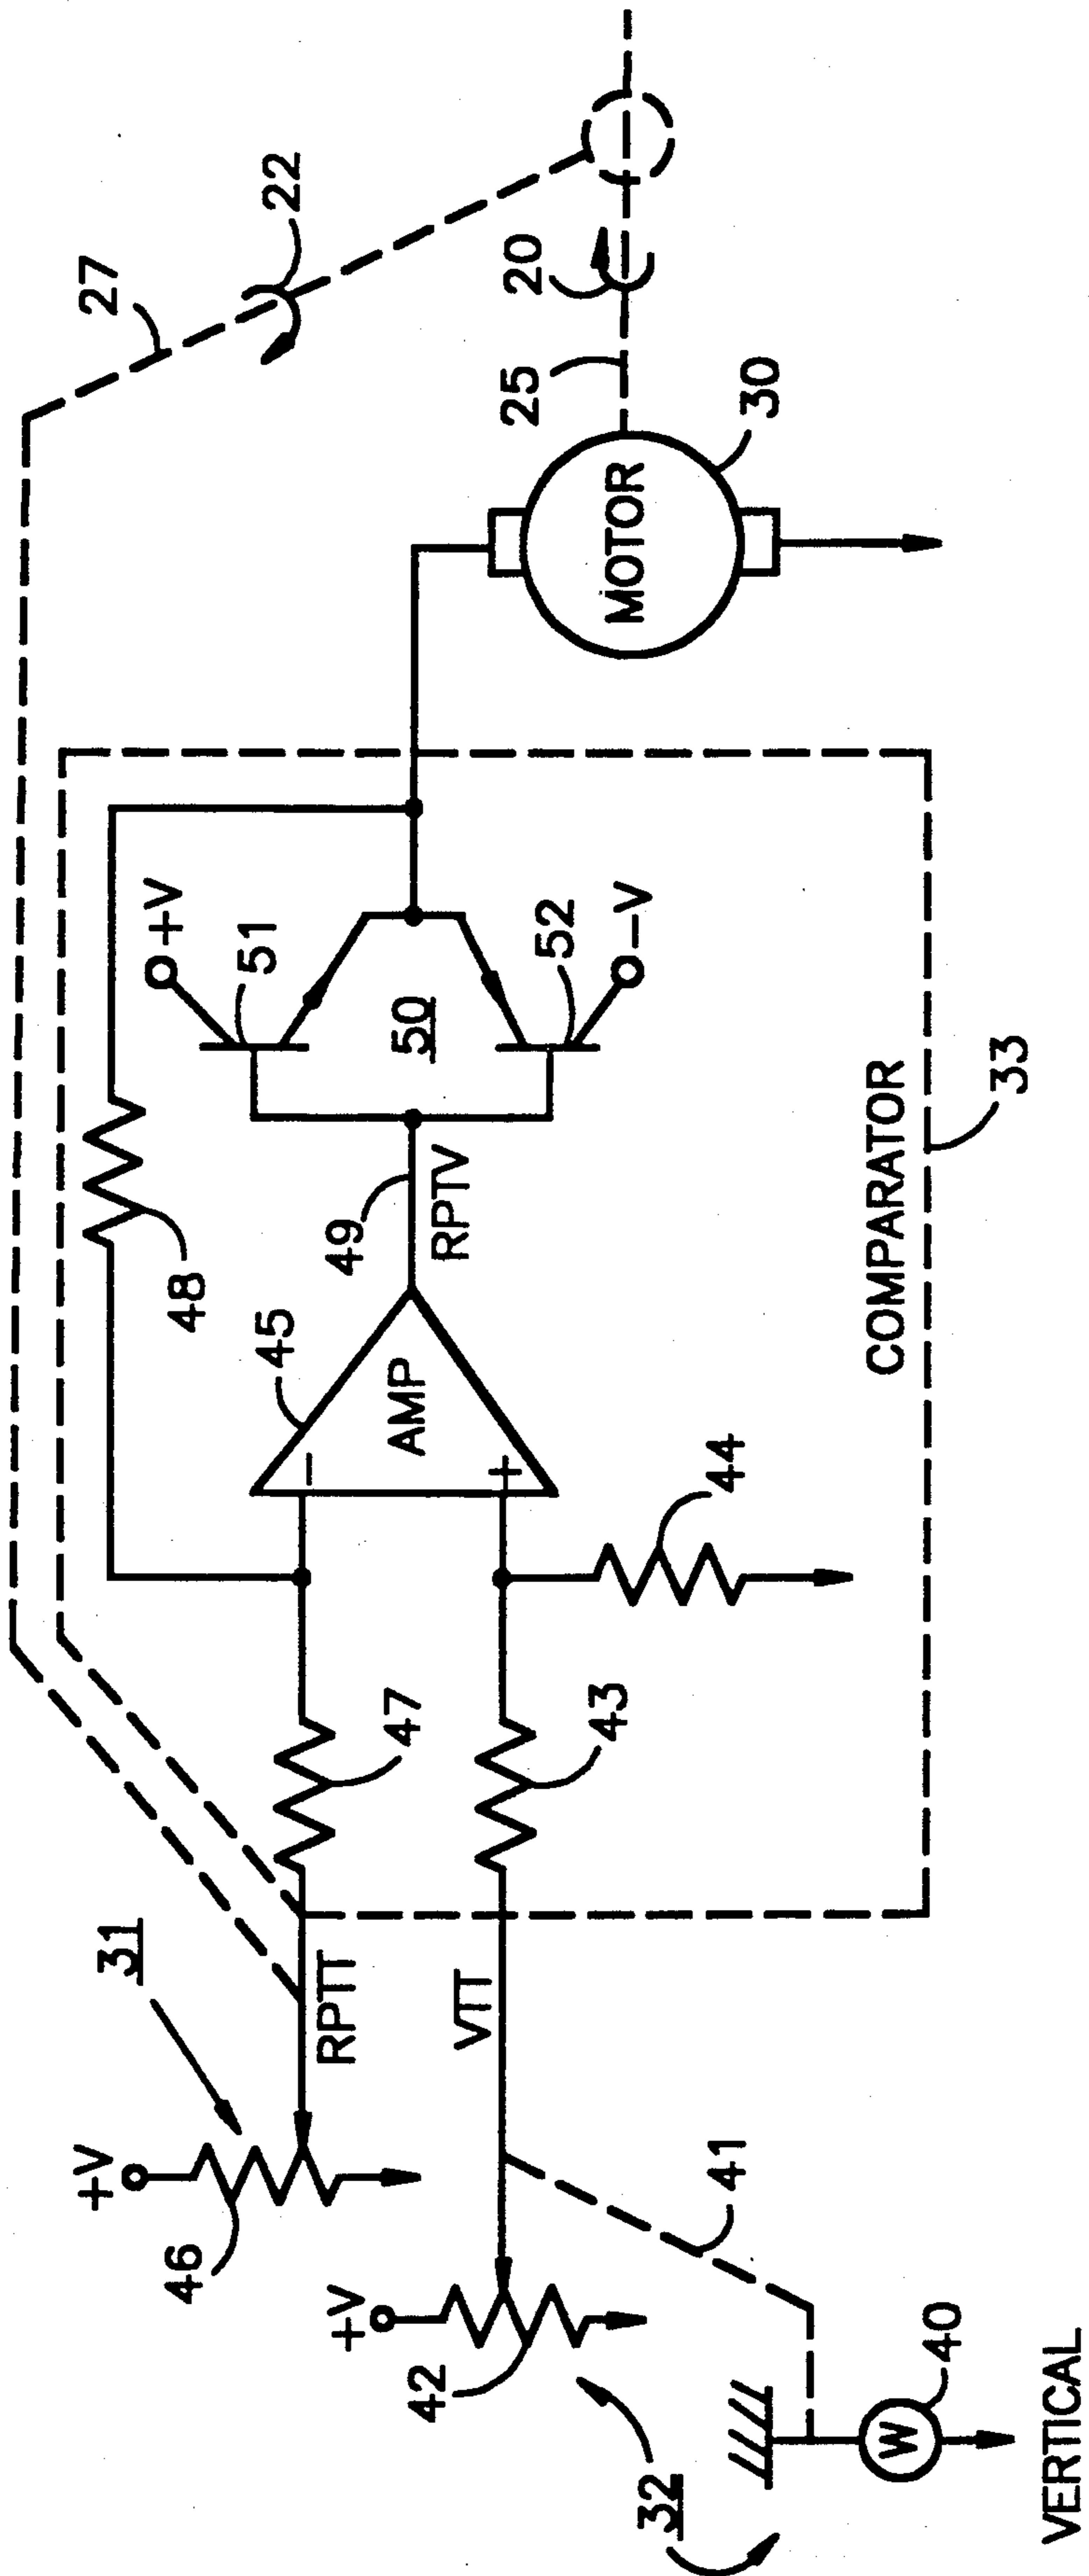 27
22
20
25
30
MOTOR
+V
51
50
52
-V
48
49
RPTV
45
AMP
-
+
44
COMPARATOR
33
47
43
31
RPTT
VTT
+V
46
+V
42
41
32
W
40
VERTICAL